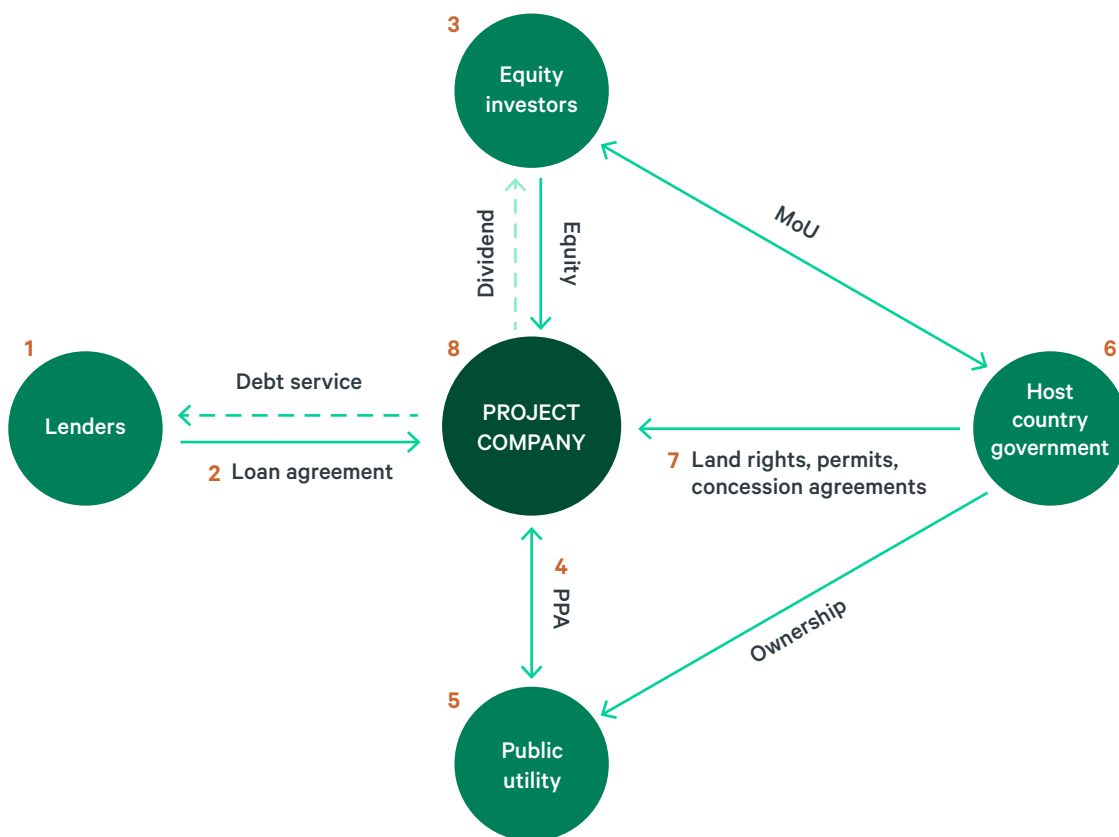 3
Equity
investors
MoU
Dividend
Equity
1
Lenders
Debt service
2 Loan agreement
8
PROJECT
COMPANY
6
Host
country
government
7 Land rights, permits,
concession agreements
4
PPA
Ownership
5
Public
utility